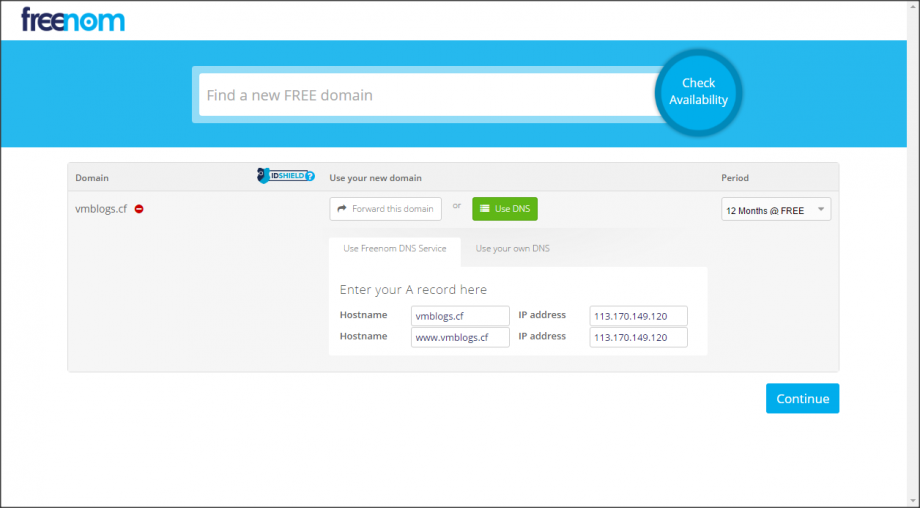 freenom
Find a new FREE domain
Check
Availability
Domain IDSHIELD ? Use your new domain Period
vmblogs.cf Forward this domain or Use DNS 12 Months @ FREE
Use Freenom DNS Service Use your own DNS
Enter your A record here
Hostname vmblogs.cf IP address 113.170.149.120
Hostname www.vmblogs.cf IP address 113.170.149.120
Continue